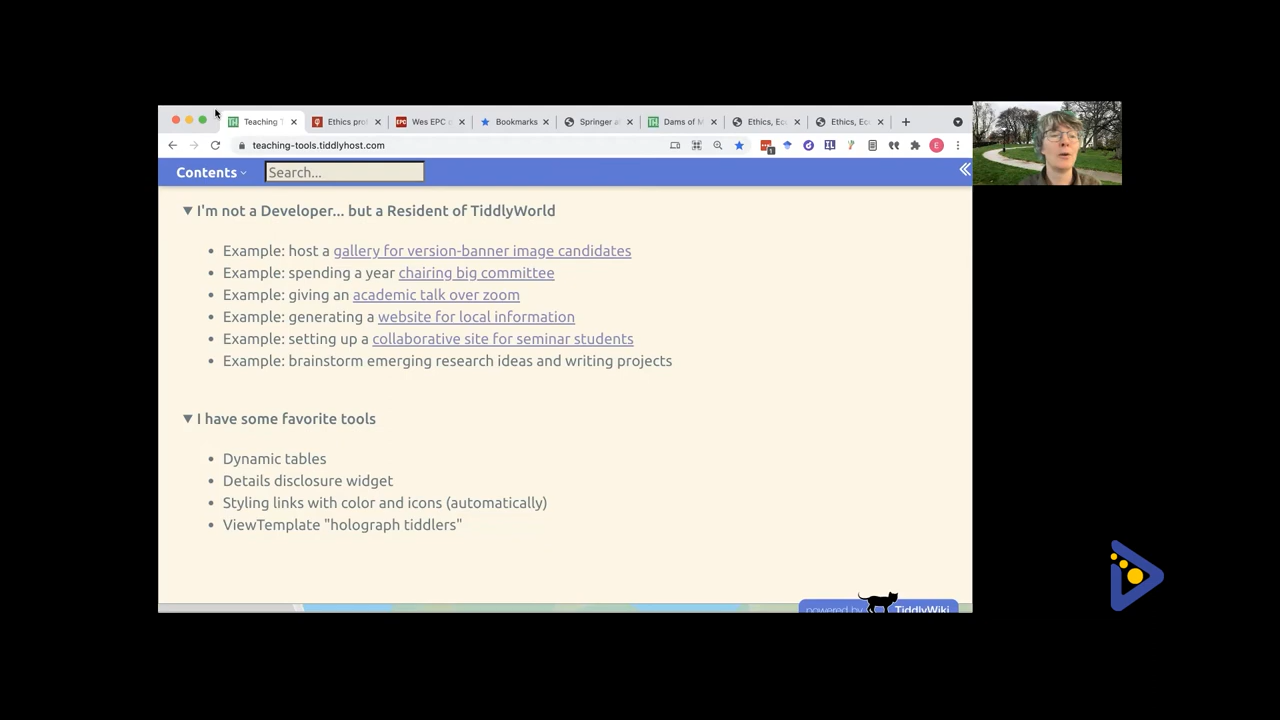 Teaching T
Ethics pro
EPC Wes EPC o
Bookmarks
Springer a
Dams of M
Ethics, Ec
Ethics, Ec
teaching-tools.tiddlyhost.com
Contents
Search...
I'm not a Developer... but a Resident of TiddlyWorld
Example: host a gallery for version-banner image candidates
Example: spending a year chairing big committee
Example: giving an academic talk over zoom
Example: generating a website for local information
Example: setting up a collaborative site for seminar students
Example: brainstorm emerging research ideas and writing projects
I have some favorite tools
Dynamic tables
Details disclosure widget
Styling links with color and icons (automatically)
ViewTemplate "holograph tiddlers"
powered by TiddlyWiki